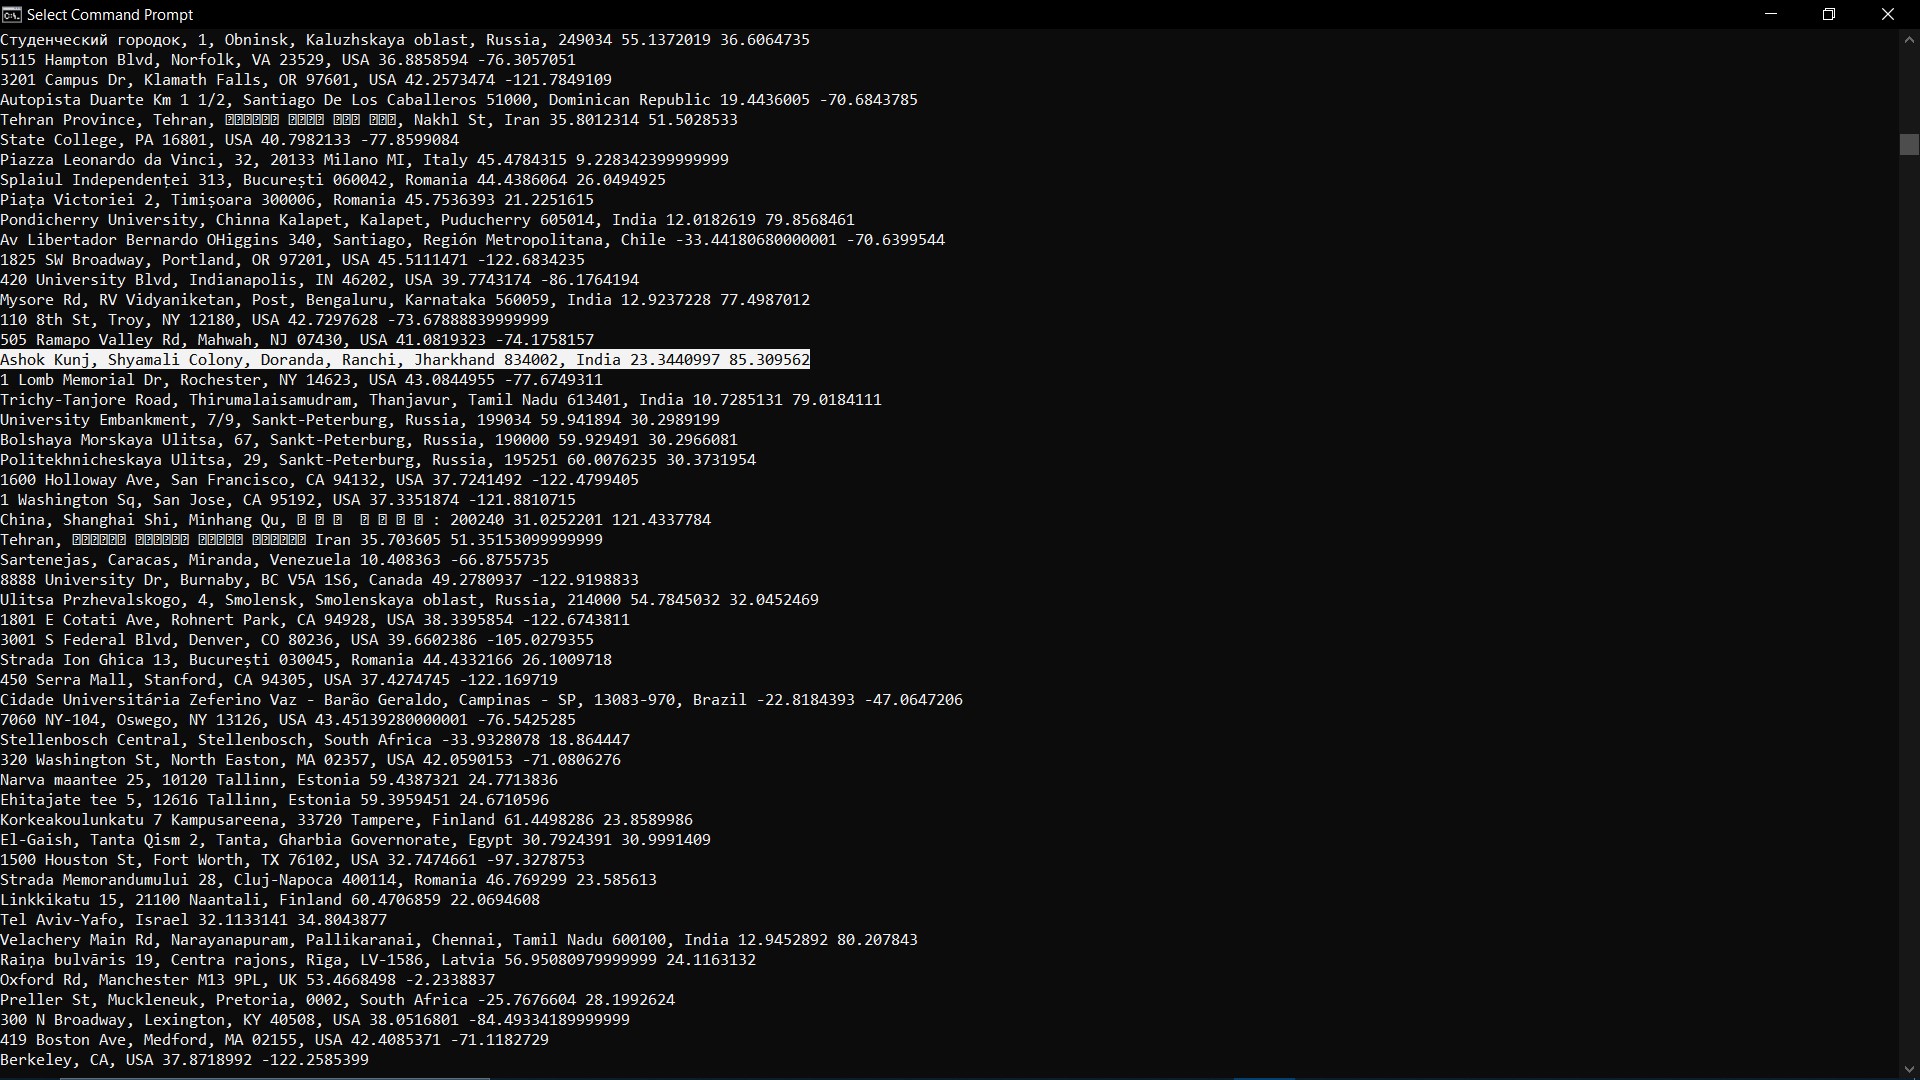 Select Command Prompt
Студенческий городок, 1, Obninsk, Kaluzhskaya oblast, Russia, 249034 55.1372019 36.6064735
5115 Hampton Blvd, Norfolk, VA 23529, USA 36.8858594 -76.3057051
3201 Campus Dr, Klamath Falls, OR 97601, USA 42.2573474 -121.7849109
Autopista Duarte Km 1 1/2, Santiago De Los Caballeros 51000, Dominican Republic 19.4436005 -70.6843785
Tehran Province, Tehran, , Nakhl St, Iran 35.8012314 51.5028533
State College, PA 16801, USA 40.7982133 -77.8599084
Piazza Leonardo da Vinci, 32, 20133 Milano MI, Italy 45.4784315 9.228342399999999
Splaiul Independenței 313, București 060042, Romania 44.4386064 26.0494925
Piața Victoriei 2, Timișoara 300006, Romania 45.7536393 21.2251615
Pondicherry University, Chinna Kalapet, Kalapet, Puducherry 605014, India 12.0182619 79.8568461
Av Libertador Bernardo OHiggins 340, Santiago, Región Metropolitana, Chile -33.44180680000001 -70.6399544
1825 SW Broadway, Portland, OR 97201, USA 45.5111471 -122.6834235
420 University Blvd, Indianapolis, IN 46202, USA 39.7743174 -86.1764194
Mysore Rd, RV Vidyaniketan, Post, Bengaluru, Karnataka 560059, India 12.9237228 77.4987012
110 8th St, Troy, NY 12180, USA 42.7297628 -73.67888839999999
505 Ramapo Valley Rd, Mahwah, NJ 07430, USA 41.0819323 -74.1758157
Ashok Kunj, Shyamali Colony, Doranda, Ranchi, Jharkhand 834002, India 23.3440997 85.309562
1 Lomb Memorial Dr, Rochester, NY 14623, USA 43.0844955 -77.6749311
Trichy-Tanjore Road, Thirumalaisamudram, Thanjavur, Tamil Nadu 613401, India 10.7285131 79.0184111
University Embankment, 7/9, Sankt-Peterburg, Russia, 199034 59.941894 30.2989199
Bolshaya Morskaya Ulitsa, 67, Sankt-Peterburg, Russia, 190000 59.929491 30.2966081
Politekhnicheskaya Ulitsa, 29, Sankt-Peterburg, Russia, 195251 60.0076235 30.3731954
1600 Holloway Ave, San Francisco, CA 94132, USA 37.7241492 -122.4799405
1 Washington Sq, San Jose, CA 95192, USA 37.3351874 -121.8810715
China, Shanghai Shi, Minhang Qu, : 200240 31.0252201 121.4337784
Tehran, Iran 35.703605 51.35153099999999
Sartenejas, Caracas, Miranda, Venezuela 10.408363 -66.8755735
8888 University Dr, Burnaby, BC V5A 1S6, Canada 49.2780937 -122.9198833
Ulitsa Przhevalskogo, 4, Smolensk, Smolenskaya oblast, Russia, 214000 54.7845032 32.0452469
1801 E Cotati Ave, Rohnert Park, CA 94928, USA 38.3395854 -122.6743811
3001 S Federal Blvd, Denver, CO 80236, USA 39.6602386 -105.0279355
Strada Ion Ghica 13, București 030045, Romania 44.4332166 26.1009718
450 Serra Mall, Stanford, CA 94305, USA 37.4274745 -122.169719
Cidade Universitária Zeferino Vaz - Barão Geraldo, Campinas - SP, 13083-970, Brazil -22.8184393 -47.0647206
7060 NY-104, Oswego, NY 13126, USA 43.45139280000001 -76.5425285
Stellenbosch Central, Stellenbosch, South Africa -33.9328078 18.864447
320 Washington St, North Easton, MA 02357, USA 42.0590153 -71.0806276
Narva maantee 25, 10120 Tallinn, Estonia 59.4387321 24.7713836
Ehitajate tee 5, 12616 Tallinn, Estonia 59.3959451 24.6710596
Korkeakoulunkatu 7 Kampusareena, 33720 Tampere, Finland 61.4498286 23.8589986
El-Gaish, Tanta Qism 2, Tanta, Gharbia Governorate, Egypt 30.7924391 30.9991409
1500 Houston St, Fort Worth, TX 76102, USA 32.7474661 -97.3278753
Strada Memorandumului 28, Cluj-Napoca 400114, Romania 46.769299 23.585613
Linkkikatu 15, 21100 Naantali, Finland 60.4706859 22.0694608
Tel Aviv-Yafo, Israel 32.1133141 34.8043877
Velachery Main Rd, Narayanapuram, Pallikaranai, Chennai, Tamil Nadu 600100, India 12.9452892 80.207843
Raiņa bulvāris 19, Centra rajons, Rīga, LV-1586, Latvia 56.95080979999999 24.1163132
Oxford Rd, Manchester M13 9PL, UK 53.4668498 -2.2338837
Preller St, Muckleneuk, Pretoria, 0002, South Africa -25.7676604 28.1992624
300 N Broadway, Lexington, KY 40508, USA 38.0516801 -84.49334189999999
419 Boston Ave, Medford, MA 02155, USA 42.4085371 -71.1182729
Berkeley, CA, USA 37.8718992 -122.2585399